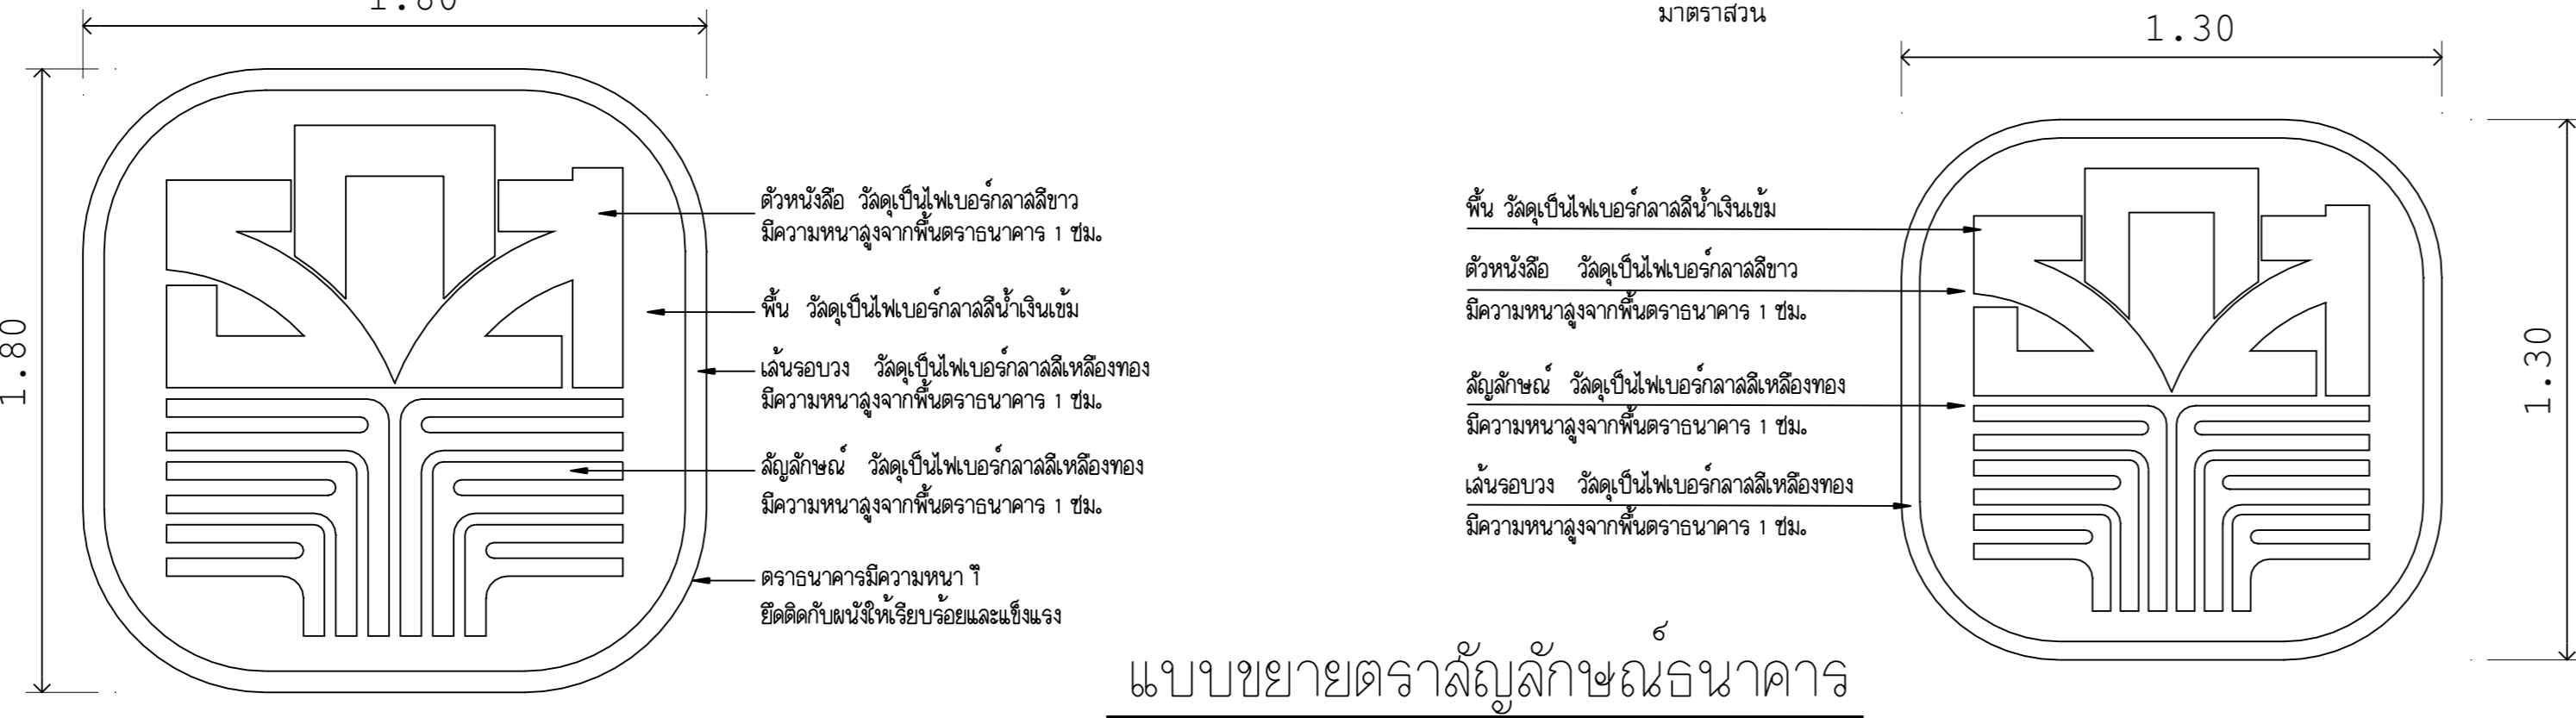 1.80
มาตราส่วน
1.30
ตัวหนังสือ วัสดุเป็นไฟเบอร์กลาสสีขาว
มีความหนาสูงจากพื้นตราธนาคาร 1 ซม.
พื้น วัสดุเป็นไฟเบอร์กลาสสีน้ำเงินเข้ม
เส้นรอบวง วัสดุเป็นไฟเบอร์กลาสสีเหลืองทอง
มีความหนาสูงจากพื้นตราธนาคาร 1 ซม.
สัญลักษณ์ วัสดุเป็นไฟเบอร์กลาสสีเหลืองทอง
มีความหนาสูงจากพื้นตราธนาคาร 1 ซม.
ตราธนาคารมีความหนา
ยึดติดกับผนังให้เรียบร้อยและแข็งแรง
1.80
พื้น วัสดุเป็นไฟเบอร์กลาสสีน้ำเงินเข้ม
ตัวหนังสือ วัสดุเป็นไฟเบอร์กลาสสีขาว
มีความหนาสูงจากพื้นตราธนาคาร 1 ซม.
สัญลักษณ์ วัสดุเป็นไฟเบอร์กลาสสีเหลืองทอง
มีความหนาสูงจากพื้นตราธนาคาร 1 ซม.
เส้นรอบวง วัสดุเป็นไฟเบอร์กลาสสีเหลืองทอง
มีความหนาสูงจากพื้นตราธนาคาร 1 ซม.
1.30
แบบขยายตราสัญลักษณ์ธนาคาร